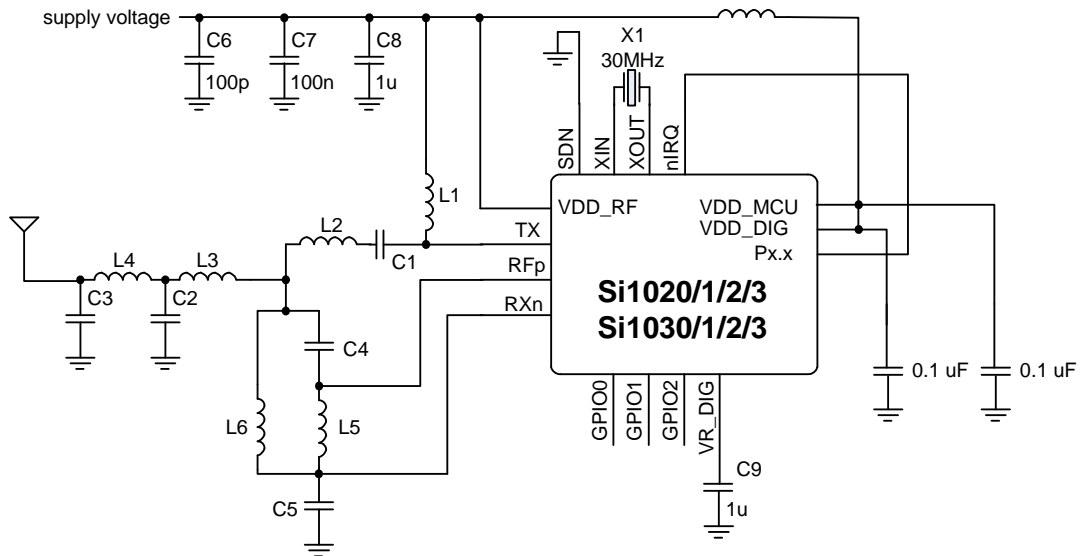 supply voltage
C6
C7
C8
X1
100p
100n
1u
30MHz
SDN
XIN
XOUT
nIRQ
L1
VDD_RF
VDD_MCU
VDD_DIG
L2
TX
Px.x
C1
L4
L3
RFp
C3
C2
Si1020/1/2/3
RXn
Si1030/1/2/3
C4
0.1 uF
0.1 uF
GPIO0
GPIO1
GPIO2
VR_DIG
L6
L5
C9
C5
1u